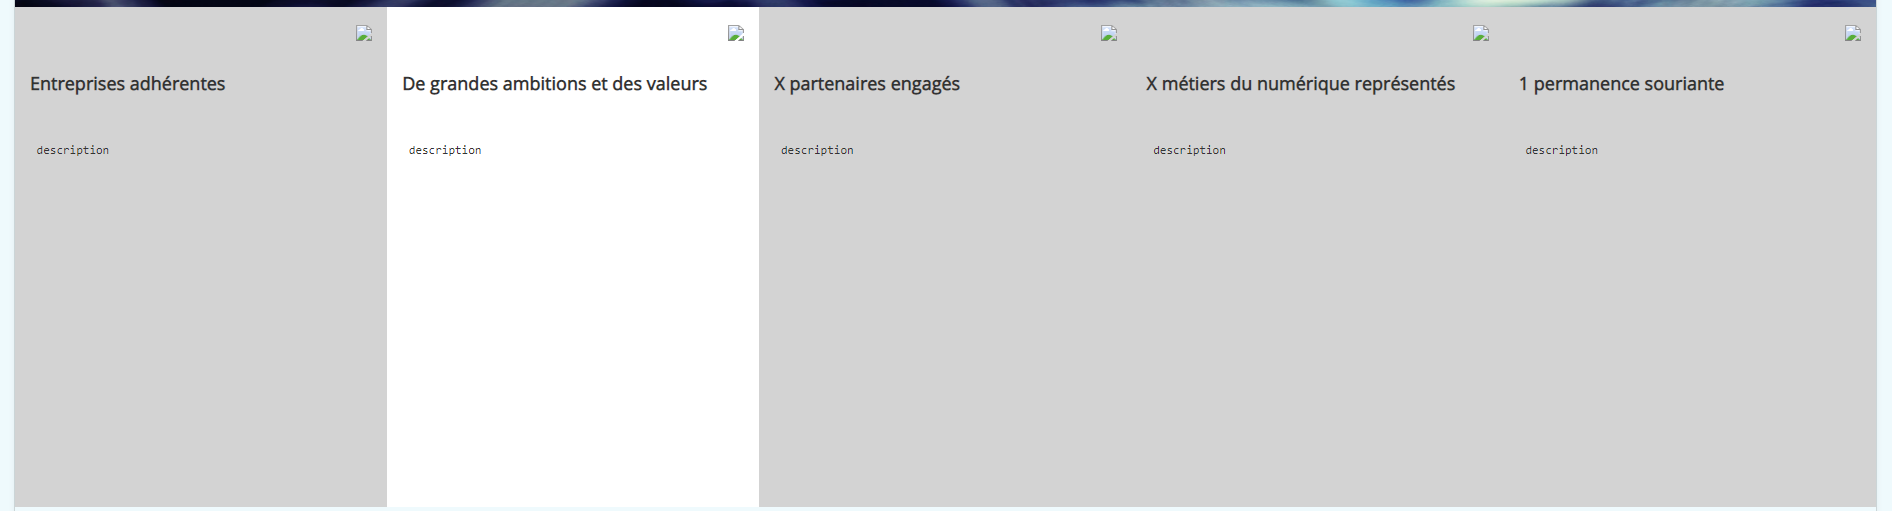 Entreprises adhérentes
De grandes ambitions et des valeurs
X partenaires engagés
X métiers du numérique représentés
1 permanence souriante
description
description
description
description
description